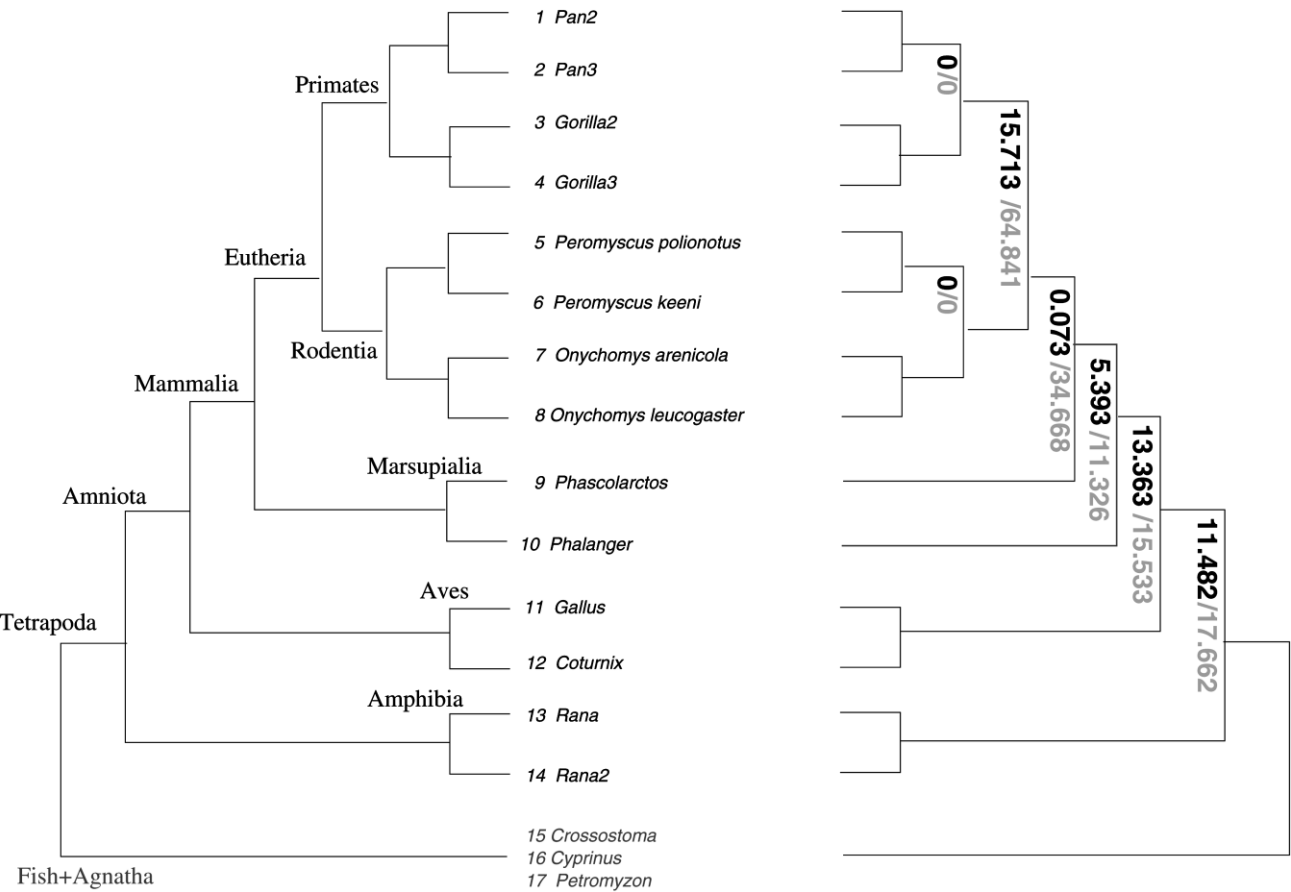 1 Pan2
0/0
2 Pan3
Primates
15.713 /64.841
3 Gorilla2
4 Gorilla3
5 Peromyscus polionotus
Eutheria
0/0
6 Peromyscus keeni
0.073 /34.668
Rodentia
7 Onychomys arenicola
5.393 /11.326
Mammalia
8 Onychomys leucogaster
13.363 /15.533
Marsupialia
9 Phascolarctos
Amniota
11.482/17.662
10 Phalanger
Aves
11 Gallus
Tetrapoda
12 Coturnix
Amphibia
13 Rana
14 Rana2
15 Crossostoma
16 Cyprinus
Fish+Agnatha
17 Petromyzon